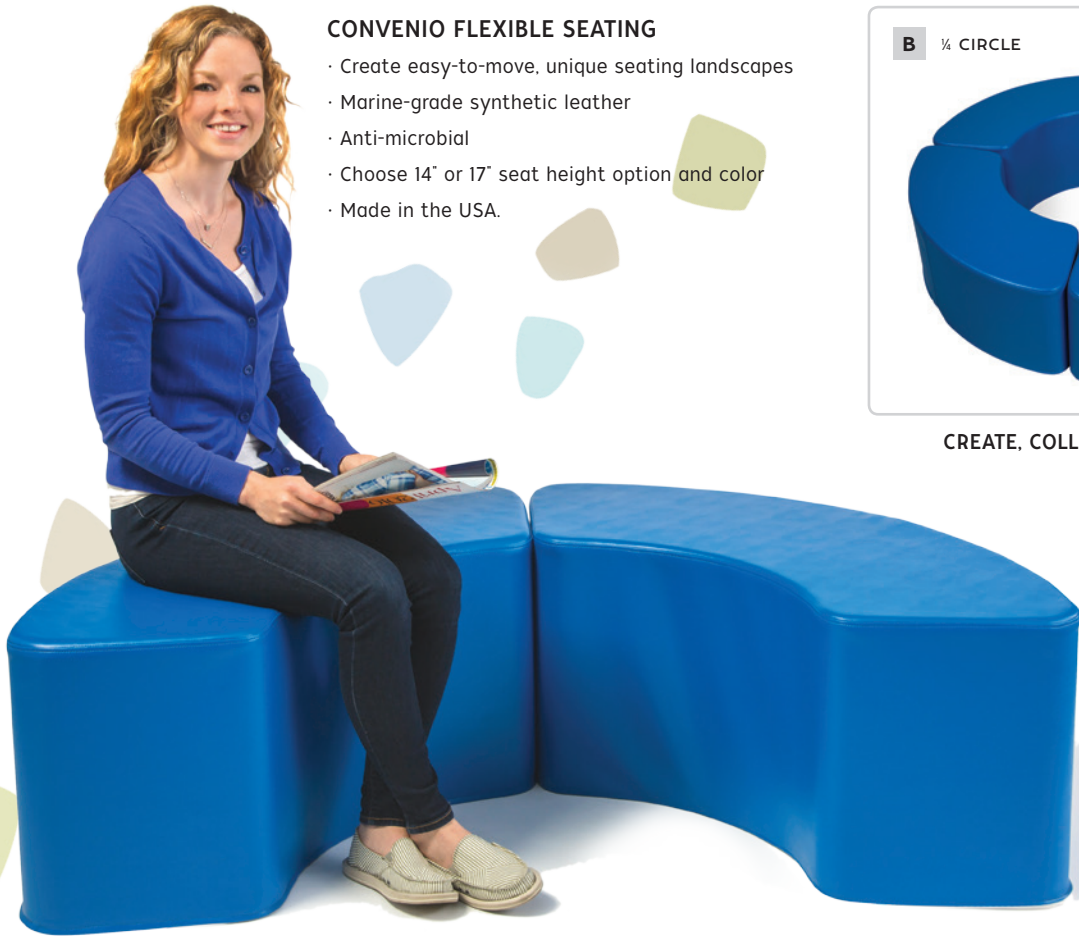 CONVENIO FLEXIBLE SEATING
· Create easy-to-move, unique seating landscapes
· Marine-grade synthetic leather
· Anti-microbial
· Choose 14" or 17" seat height option and color
· Made in the USA.
B ¼ CIRCLE
CREATE, COLL
April